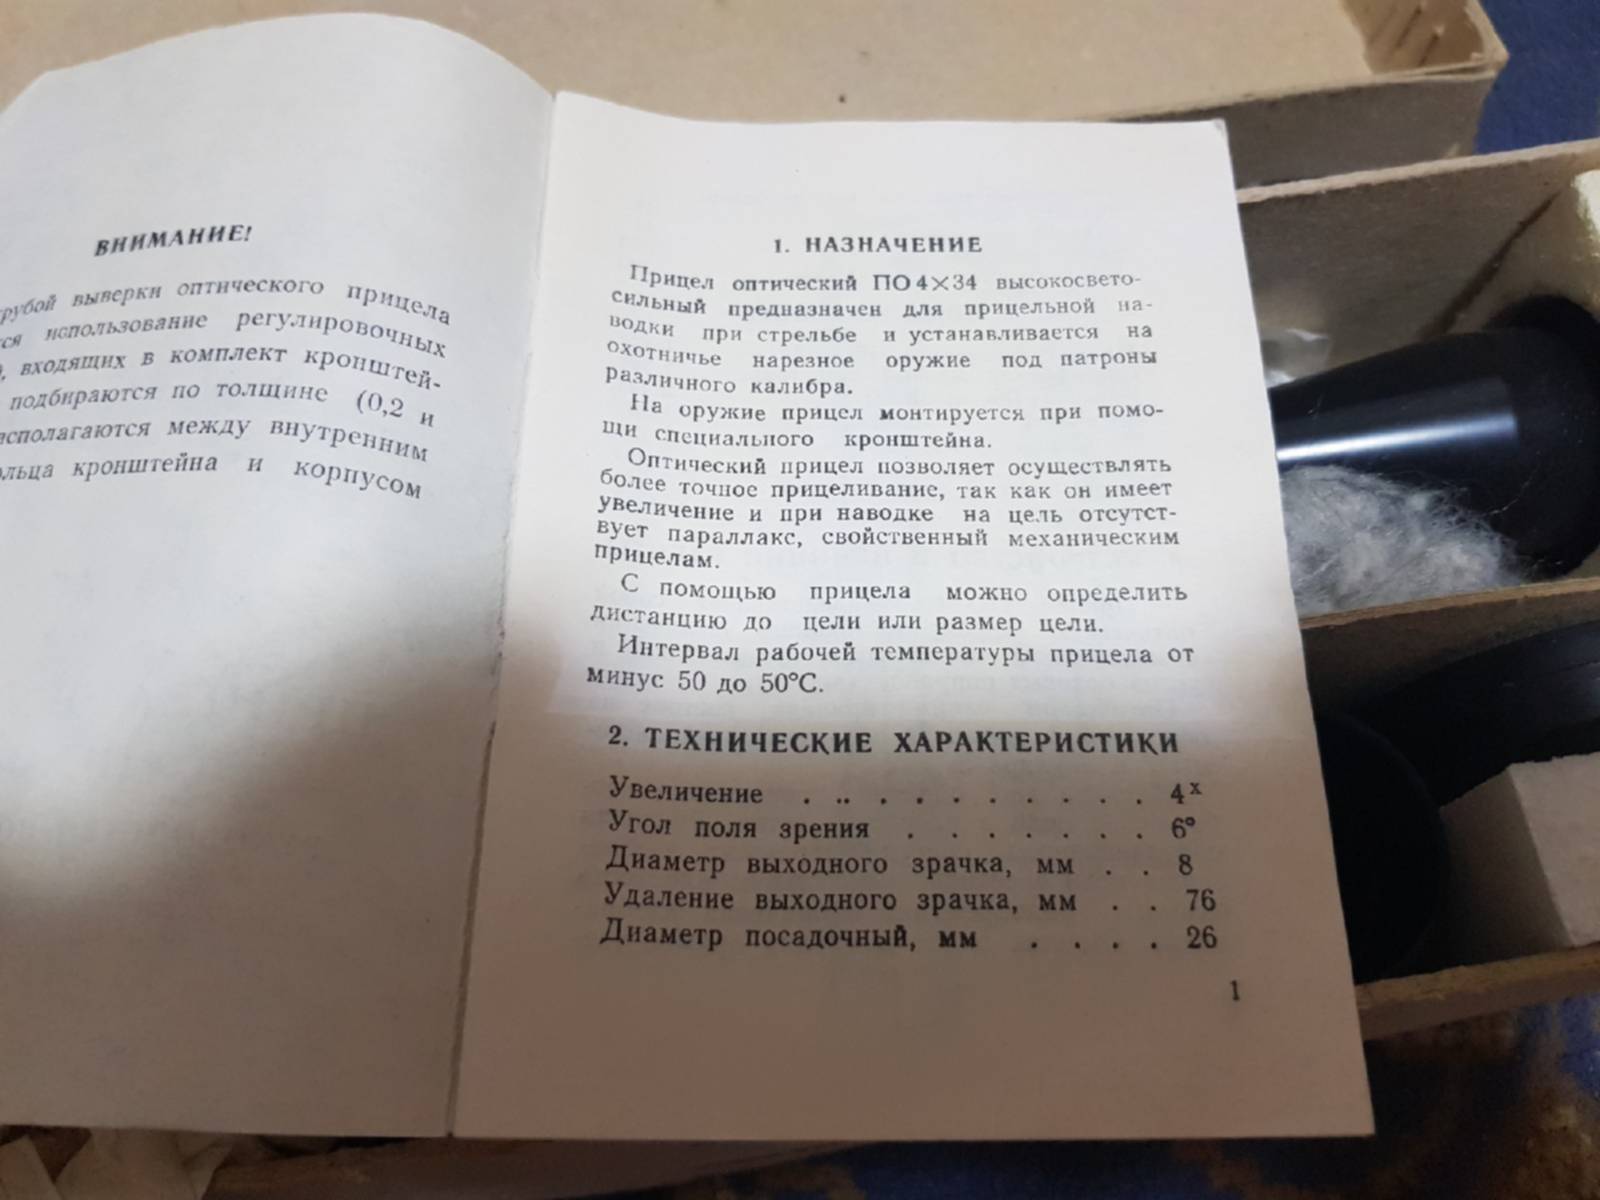 ВНИМАНИЕ!
выверки оптического прицела
использование регулировочных
входящих в комплект кронштей-
подбираются по толщине (0,2 и
между внутренним
кронштейна и корпусом
1. НАЗНАЧЕНИЕ
Прицел оптический ПО 4×34 высокосвето-
сильный предназначен для прицельной на-
водки при стрельбе и устанавливается на
охотничье нарезное оружие под патроны
различного калибра.
На оружие прицел монтируется при помо-
щи специального кронштейна.
Оптический прицел позволяет осуществлять
более точное прицеливание, так как он имеет
увеличение и при наводке на цель отсутст-
вует параллакс, свойственный механическим
прицелам.
С помощью прицела можно определить
дистанцию до цели или размер цели.
Интервал рабочей температуры прицела от
минус 50 до 50°С.
2. ТЕХНИЧЕСКИЕ ХАРАКТЕРИСТИКИ
Увеличение . .. . . . . . . . . . 4ˣ
Угол поля зрения . . . . . . . 6°
Диаметр выходного зрачка, мм . . 8
Удаление выходного зрачка, мм . . 76
Диаметр посадочный, мм . . . . 26
1